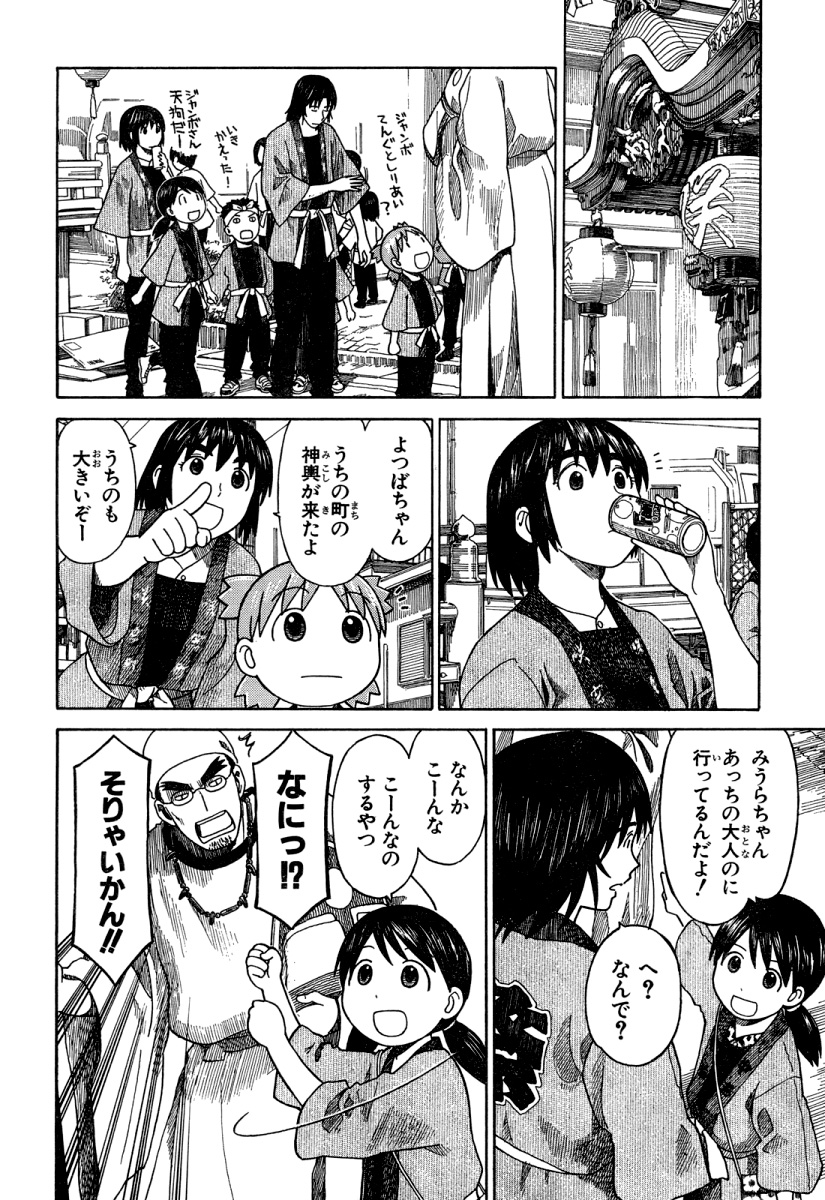 祭
ジャンボ
てんぐとしりあい
?
いき
かえった!
ジャンボさん
天狗だー
よつばちゃん
うちの町の
神輿が来たよ
うちのも
大きいぞー
みうらちゃん
あっちの大人のに
行ってるんだよ!
へ?
なんで?
祭
なんか
こーんな
こーんなの
するやつ
なにっ!?
そりゃいかん!!